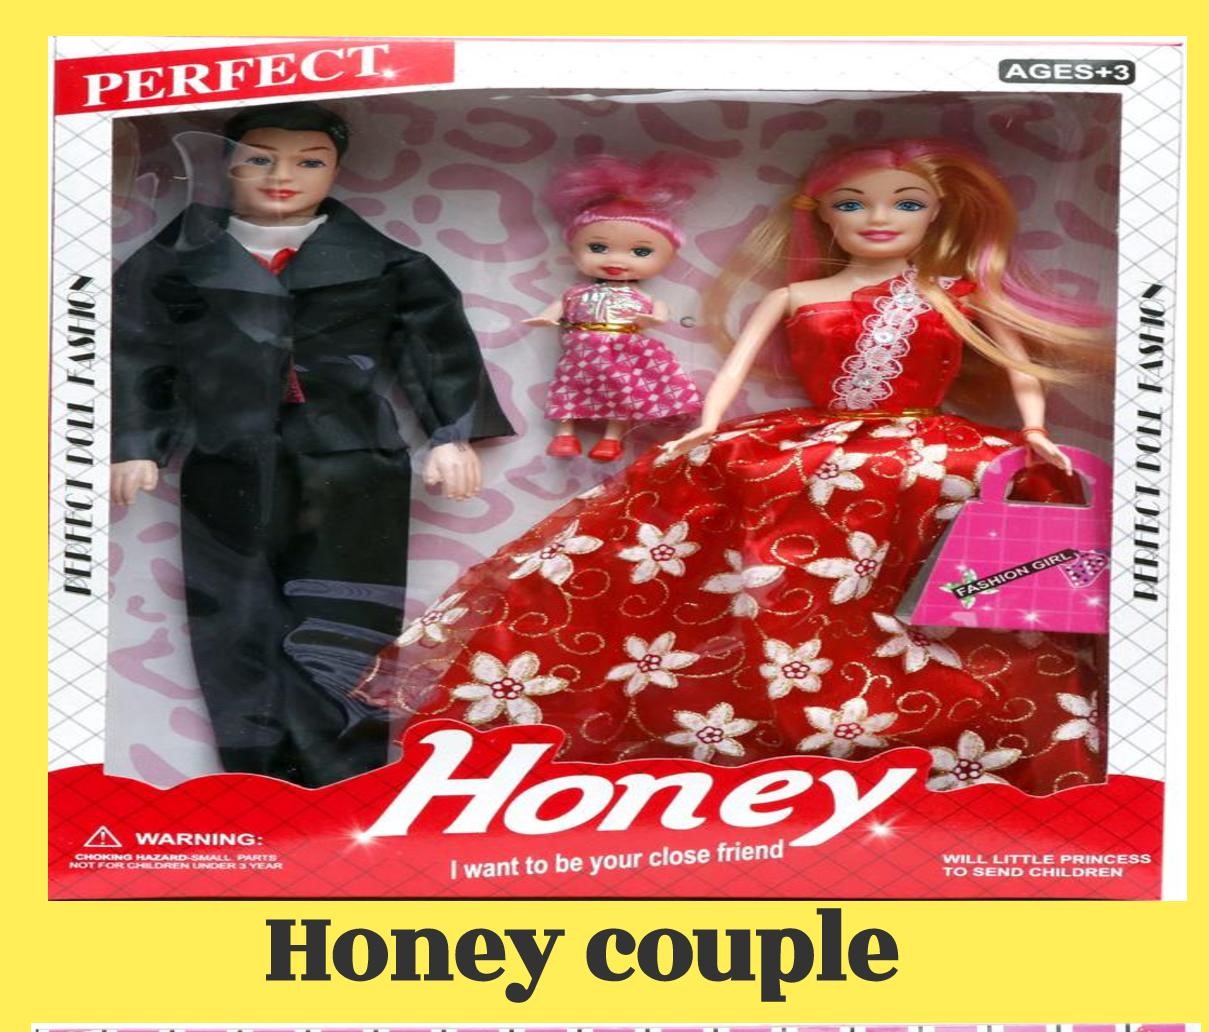 PERFECT
AGES+3
PERFECT DOLL FASHION
PERFECT DOLL FASHION
FASHION GIRL
Honey
I want to be your close friend
WARNING:
CHOKING HAZARD-SMALL PARTS
NOT FOR CHILDREN UNDER 3 YEAR
WILL LITTLE PRINCESS
TO SEND CHILDREN
Honey couple